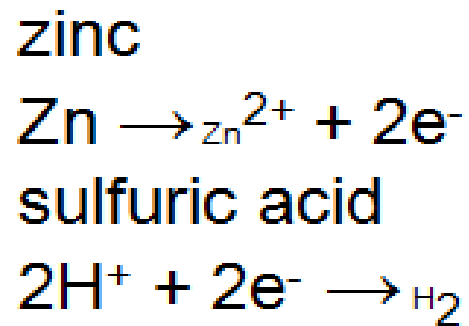 zinc
Zn → Zn²⁺ + 2e⁻
sulfuric acid
2H⁺ + 2e⁻ → H₂